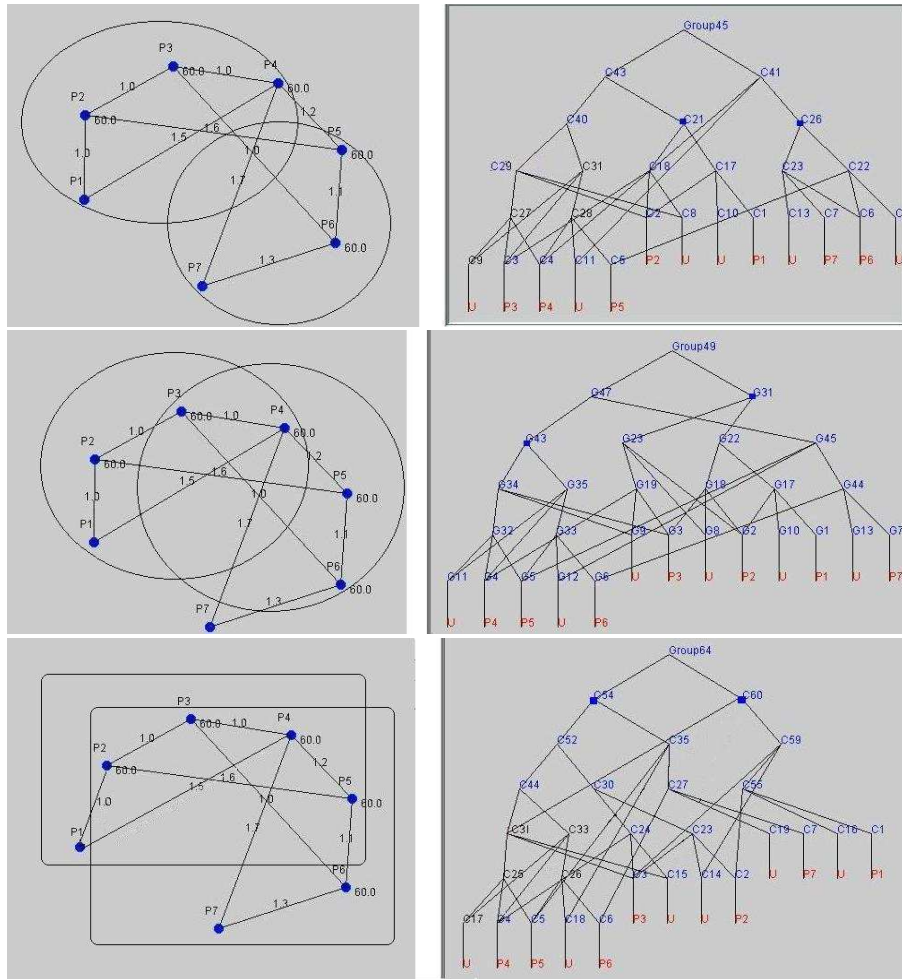 P3
P4
60.0
1.0
60.0
1.0
P2
1.2
60.0
1.6
P5
1.5
60.0
1.0
1.0
P1
1.7
1.1
P6
60.0
P7
1.3
Group45
C43
C41
C40
C21
C26
C29
C31
C18
C17
C23
C22
C27
C28
C2
C8
C10
C1
C13
C7
C6
C
C9
C3
C4
C11
C5
P2
U
U
P1
U
P7
P6
U
U
P3
P4
U
P5
P3
P4
60.0
1.0
60.0
1.0
P2
1.2
60.0
1.6
P5
1.5
60.0
1.0
1.0
P1
1.7
1.1
P6
60.0
P7
1.3
Group49
G47
G31
G43
G23
G22
G45
G34
G35
G19
G18
G17
G44
G32
G33
G9
G3
G8
G2
G10
G1
G13
G7
G11
G4
G5
G12
G6
U
P3
U
P2
U
P1
U
P7
U
P4
P5
U
P6
P3
P4
60.0
1.0
60.0
1.0
P2
1.2
60.0
1.6
P5
1.5
60.0
1.0
1.0
P1
1.7
1.1
P6
60.0
P7
1.3
Group64
C54
C60
C52
C35
C59
C44
C30
C27
C55
C31
C33
C24
C23
C19
C7
C16
C1
C25
C26
C3
C15
C14
C2
U
P7
U
P1
C17
C4
C5
C18
C6
P3
U
U
P2
U
P4
P5
U
P6